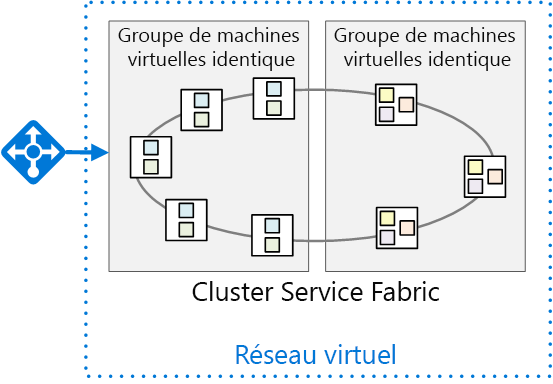 Groupe de machines
virtuelles identique
Groupe de machines
virtuelles identique
Cluster Service Fabric
Réseau virtuel